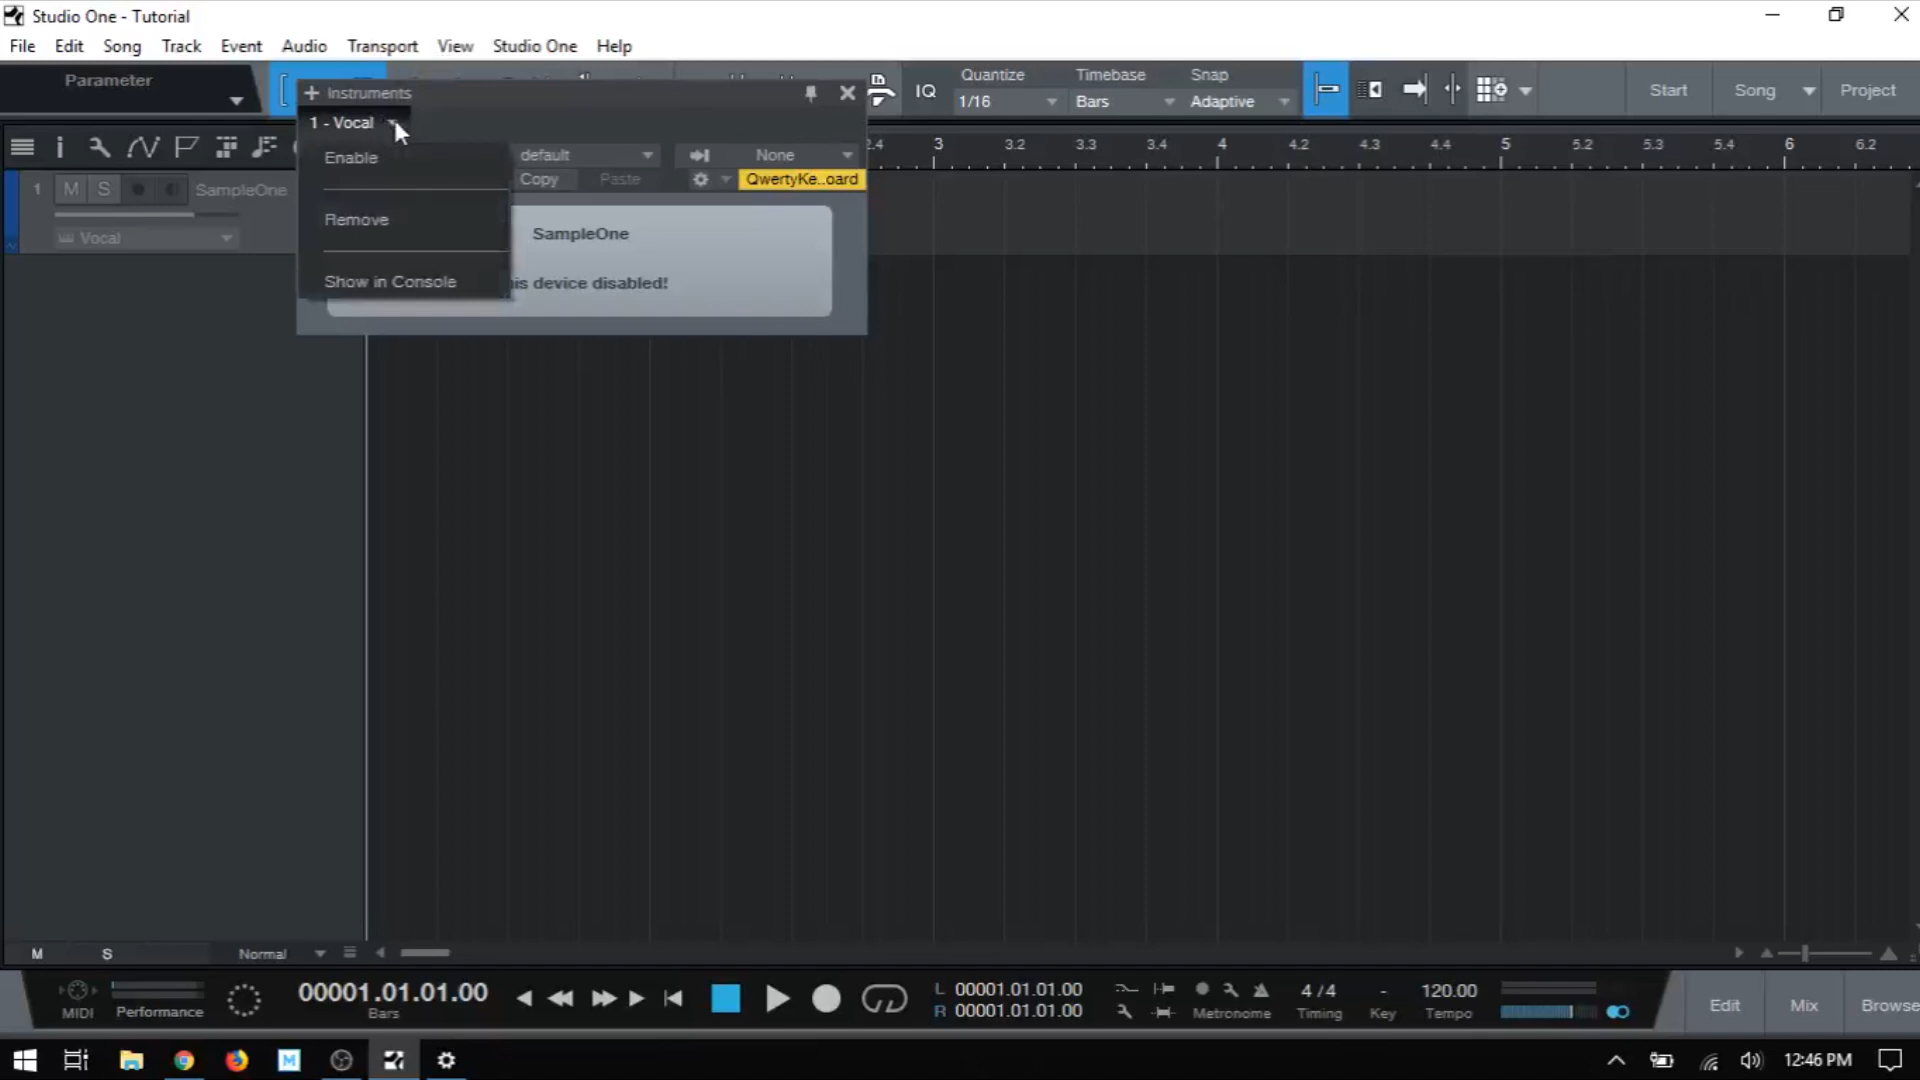 Studio One - Tutorial
File Edit Song Track Event Audio Transport View Studio One Help
Parameter
+ Instruments
IQ
Quantize
1/16
Timebase
Bars
Snap
Adaptive
Start
Song
Project
1 - Vocal
Enable
Remove
Show in Console
default
None
Copy
Paste
QwertyKe..oard
SampleOne
his device disabled!
2.4 3 3.2 3.3 3.4 4 4.2 4.3 4.4 5 5.2 5.3 5.4 6 6.2
1 M S SampleOne
Vocal
M S Normal
MIDI
Performance
00001.01.01.00
Bars
L 00001.01.01.00
R 00001.01.01.00
Metronome
4 / 4
Timing
-
Key
120.00
Tempo
Edit
Mix
Browse
M
12:46 PM